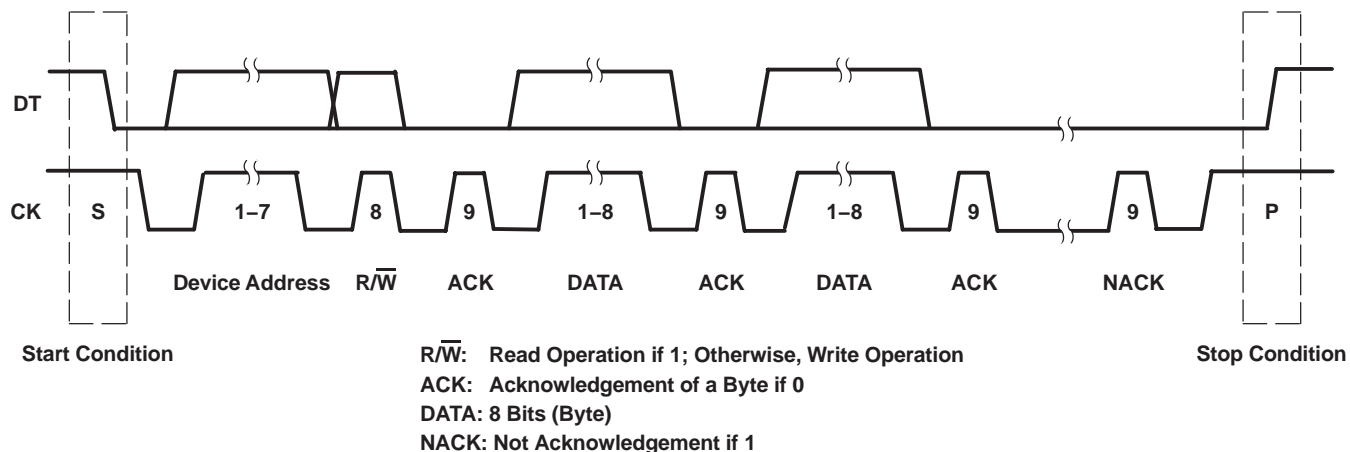 DT
CK
S 1–7 8 9 1–8 9 1–8 9 9 P
Device Address R/W̅ ACK DATA ACK DATA ACK NACK
Start Condition
Stop Condition
R/W̅: Read Operation if 1; Otherwise, Write Operation
ACK: Acknowledgement of a Byte if 0
DATA: 8 Bits (Byte)
NACK: Not Acknowledgement if 1